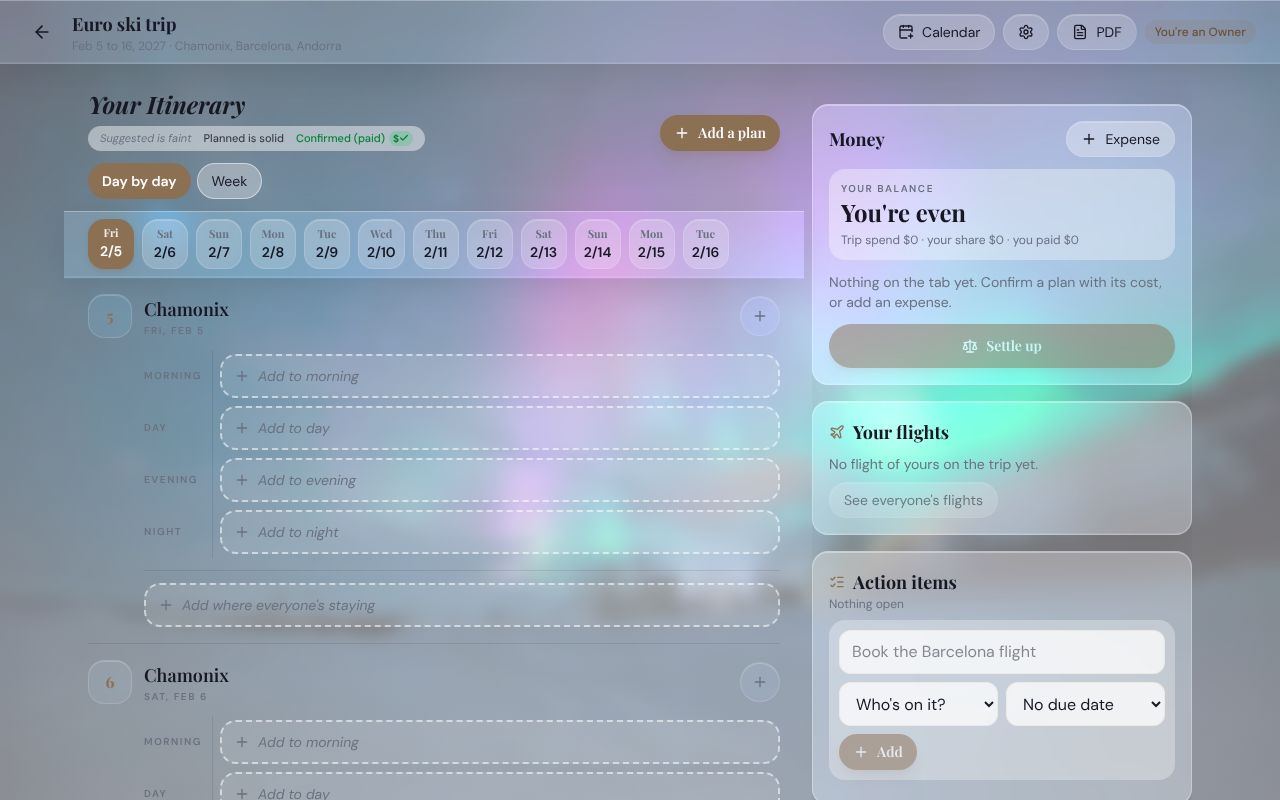 Euro ski trip
Feb 5 to 16, 2027 · Chamonix, Barcelona, Andorra
Calendar
PDF
You're an Owner
Your Itinerary
Suggested is faint Planned is solid Confirmed (paid) $✓
+ Add a plan
Day by day
Week
Fri Sat Sun Mon Tue Wed Thu Fri Sat Sun Mon Tue
2/5 2/6 2/7 2/8 2/9 2/10 2/11 2/12 2/13 2/14 2/15 2/16
5
Chamonix
FRI, FEB 5
+
MORNING
+ Add to morning
DAY
+ Add to day
EVENING
+ Add to evening
NIGHT
+ Add to night
+ Add where everyone's staying
6
Chamonix
SAT, FEB 6
+
MORNING
+ Add to morning
DAY
+ Add to day
Money
+ Expense
YOUR BALANCE
You're even
Trip spend $0 · your share $0 · you paid $0
Nothing on the tab yet. Confirm a plan with its cost,
or add an expense.
Settle up
Your flights
No flight of yours on the trip yet.
See everyone's flights
Action items
Nothing open
Book the Barcelona flight
Who's on it?
No due date
+ Add